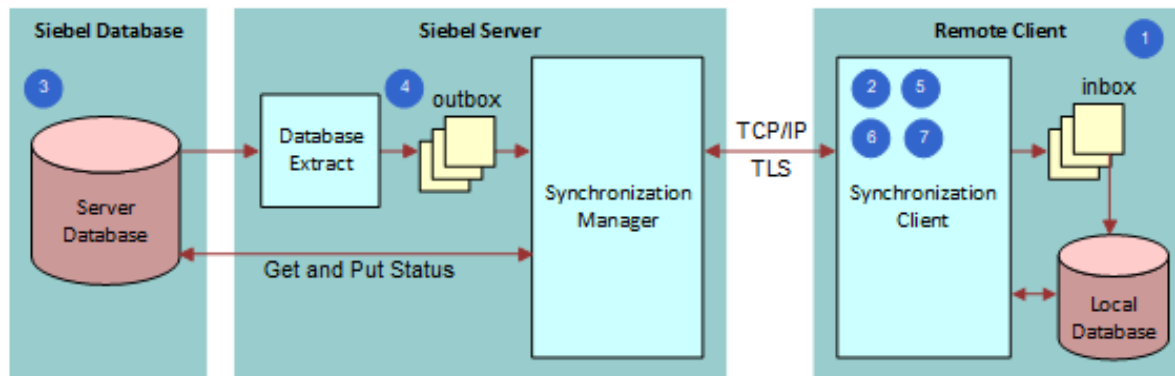 Siebel Database
Siebel Server
Remote Client
1
3
4
2
5
outbox
inbox
6
7
Database
Extract
TCP/IP
TLS
Server
Database
Synchronization
Manager
Synchronization
Client
Get and Put Status
Local
Database